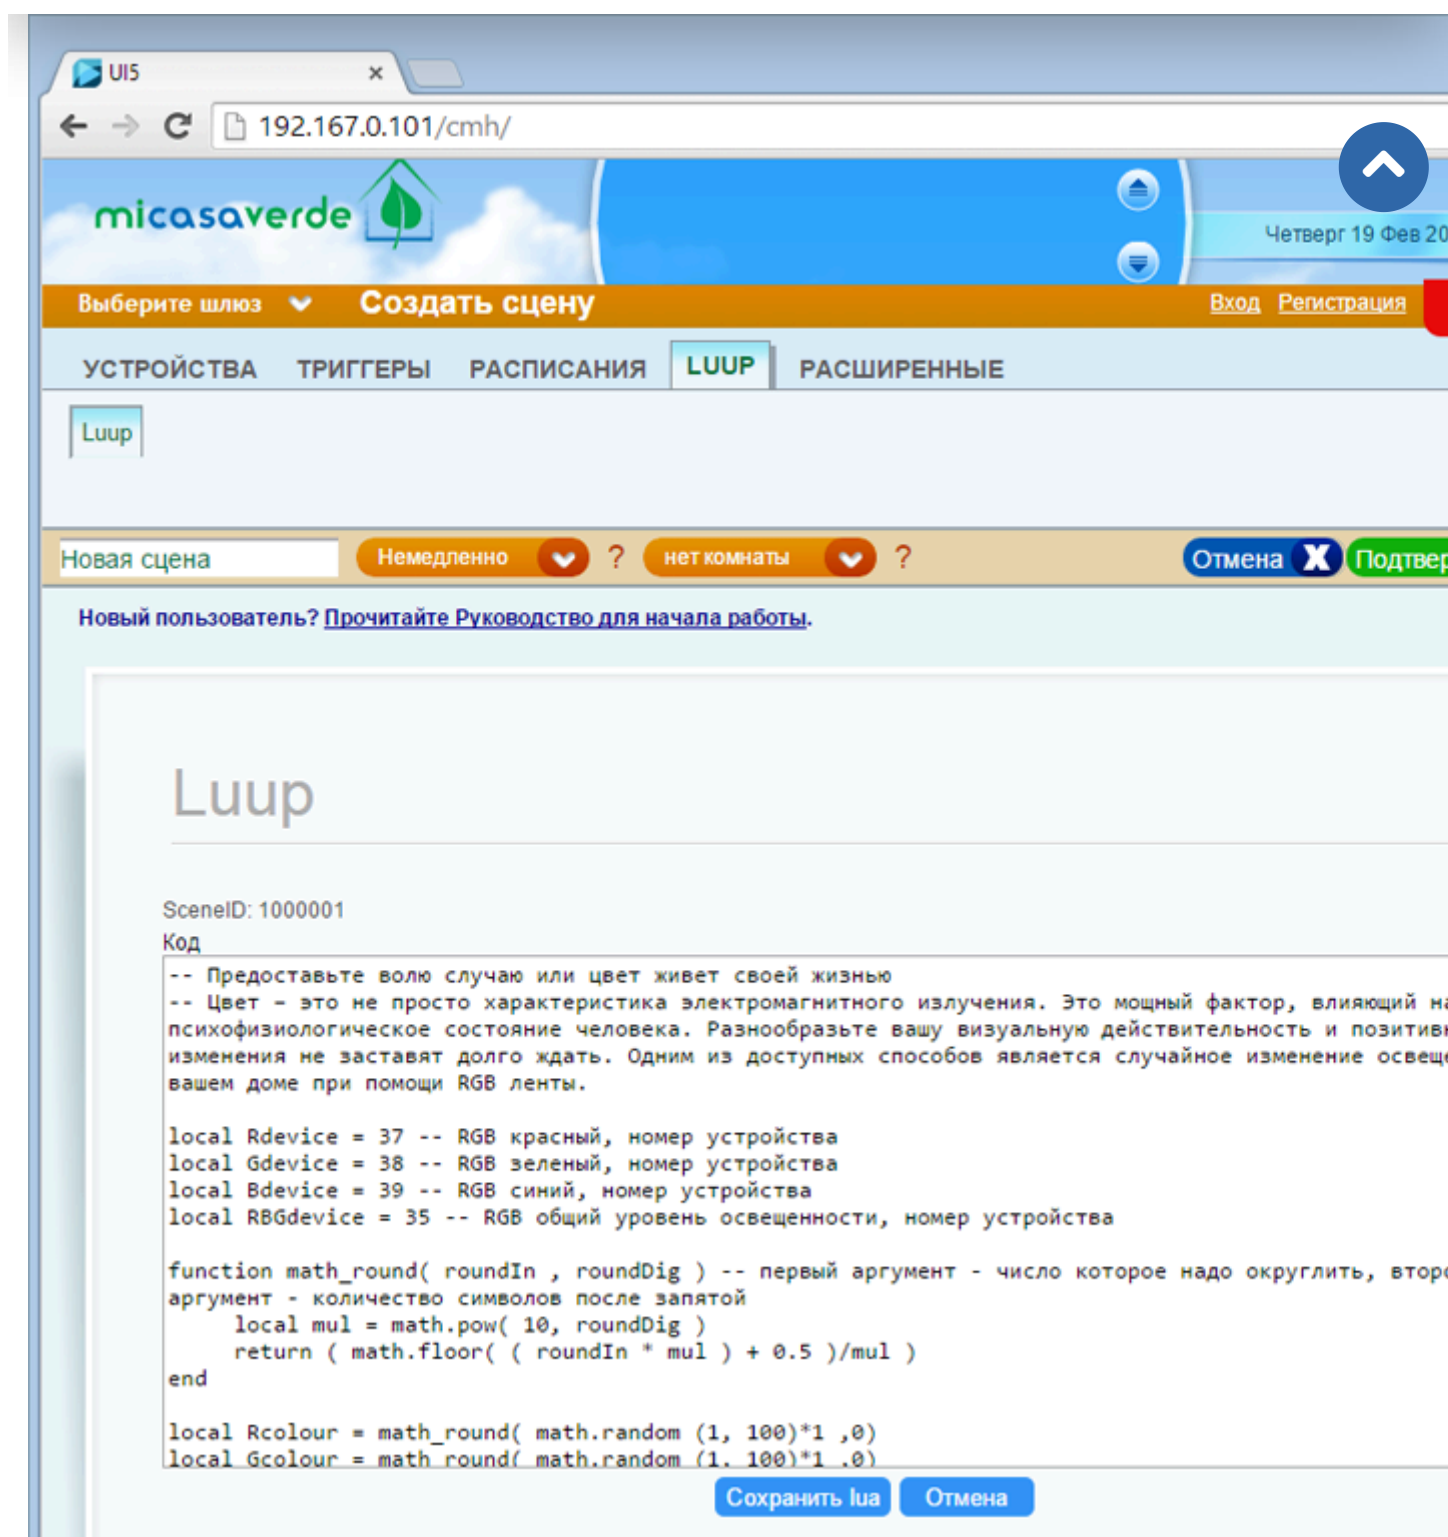 UI5
192.167.0.101/cmh/
micasaverde
Четверг 19 Фев 20
Выберите шлюз Создать сцену Вход Регистрация
УСТРОЙСТВА ТРИГГЕРЫ РАСПИСАНИЯ LUUP РАСШИРЕННЫЕ
Luup
Новая сцена Немедленно ? нет комнаты ? Отмена X Подтвер
Новый пользователь? Прочитайте Руководство для начала работы.
Luup
SceneID: 1000001
Код
-- Предоставьте волю случаю или цвет живет своей жизнью
-- Цвет – это не просто характеристика электромагнитного излучения. Это мощный фактор, влияющий на
психофизиологическое состояние человека. Разнообразьте вашу визуальную действительность и позитивн
изменения не заставят долго ждать. Одним из доступных способов является случайное изменение освеще
вашем доме при помощи RGB ленты.
local Rdevice = 37 -- RGB красный, номер устройства
local Gdevice = 38 -- RGB зеленый, номер устройства
local Bdevice = 39 -- RGB синий, номер устройства
local RBGdevice = 35 -- RGB общий уровень освещенности, номер устройства
function math_round( roundIn , roundDig ) -- первый аргумент - число которое надо округлить, второ
аргумент - количество символов после запятой
local mul = math.pow( 10, roundDig )
return ( math.floor( ( roundIn * mul ) + 0.5 )/mul )
end
local Rcolour = math_round( math.random (1, 100)*1 ,0)
local Gcolour = math_round( math.random (1, 100)*1 ,0)
Сохранить lua Отмена